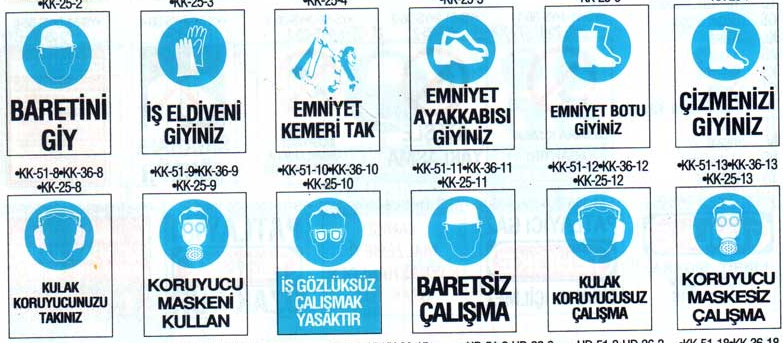 •KK-25-2
•KK-25-3
BARETİNİ
GİY
İŞ ELDİVENİ
GİYİNİZ
EMNİYET
KEMERİ TAK
EMNİYET
AYAKKABISI
GİYİNİZ
EMNİYET BOTU
GİYİNİZ
ÇİZMENİZİ
GİYİNİZ
•KK-51-8•KK-36-8
•KK-25-8
•KK-51-9•KK-36-9
•KK-25-9
•KK-51-10•KK-36-10
•KK-25-10
•KK-51-11•KK-36-11
•KK-25-11
•KK-51-12•KK-36-12
•KK-25-12
•KK-51-13•KK-36-13
•KK-25-13
KULAK
KORUYUCUNUZU
TAKINIZ
KORUYUCU
MASKENİ
KULLAN
İŞ GÖZLÜKSÜZ
ÇALIŞMAK
YASAKTIR
BARETSİZ
ÇALIŞMA
KULAK
KORUYUCUSUZ
ÇALIŞMA
KORUYUCU
MASKESİZ
ÇALIŞMA